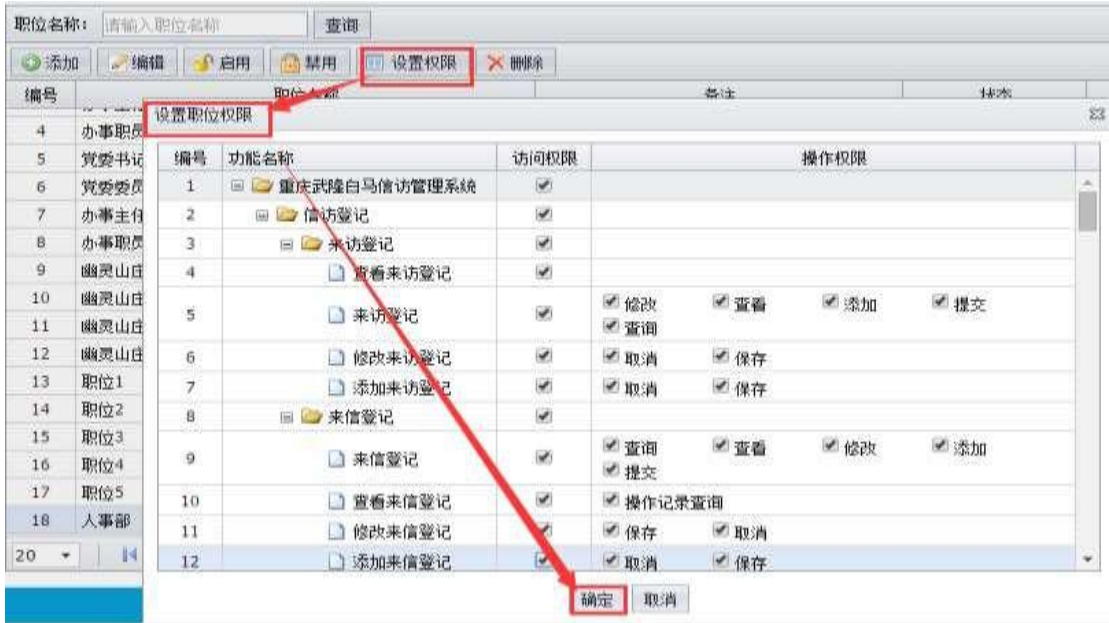 职位名称： 请输入职位名称 查询
添加 编辑 启用 禁用 设置权限 删除
编号 备注 状态
设置职位权限
4 办事职员
5 党委书记
6 党委委员
7 办事主任
8 办事职员
9 幽灵山庄
10 幽灵山庄
11 幽灵山庄
12 幽灵山庄
13 职位1
14 职位2
15 职位3
16 职位4
17 职位5
18 人事部
20
编号 功能名称 访问权限 操作权限
1 重庆武隆白马信访管理系统
2 信访登记
3 来访登记
4 查看来访登记
5 来访登记 修改 查看 添加 提交
查询
6 修改来访登记 取消 保存
7 添加来访登记 取消 保存
8 来信登记
9 来信登记 查询 查看 修改 添加
提交
10 查看来信登记 操作记录查询
11 修改来信登记 保存 取消
12 添加来信登记 取消 保存
确定 取消